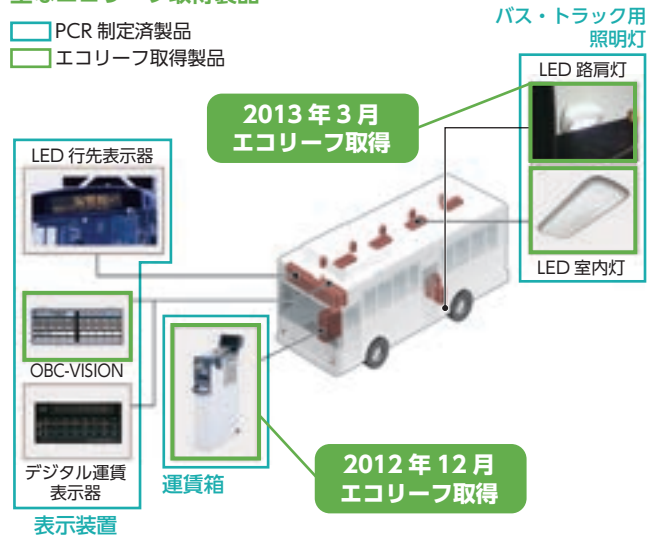 PCR 制定済製品
エコリーフ取得製品
バス・トラック用
照明灯
LED 路肩灯
2013 年 3 月
エコリーフ取得
LED 行先表示器
LED 室内灯
OBC-VISION
デジタル運賃
表示器
運賃箱
2012 年 12 月
エコリーフ取得
表示装置